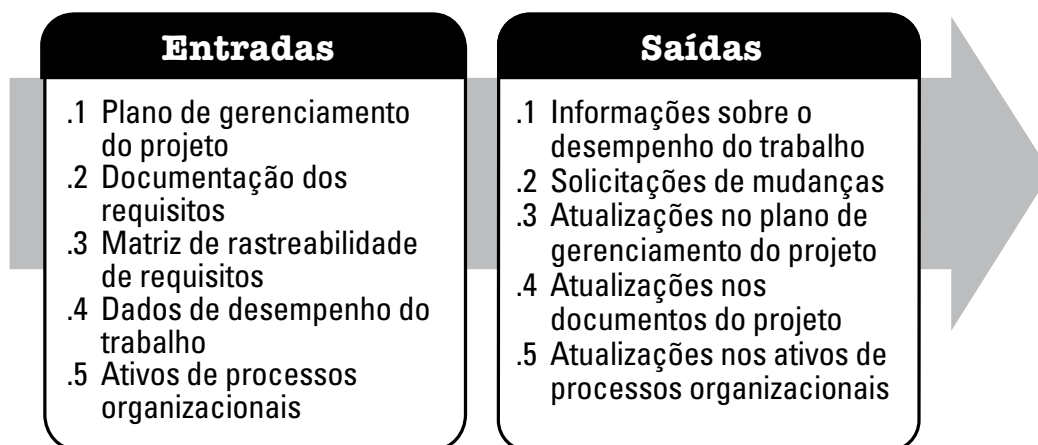 Entradas
.1 Plano de gerenciamento
do projeto
.2 Documentação dos
requisitos
.3 Matriz de rastreabilidade
de requisitos
.4 Dados de desempenho do
trabalho
.5 Ativos de processos
organizacionais
Saídas
.1 Informações sobre o
desempenho do trabalho
.2 Solicitações de mudanças
.3 Atualizações no plano de
gerenciamento do projeto
.4 Atualizações nos
documentos do projeto
.5 Atualizações nos ativos de
processos organizacionais